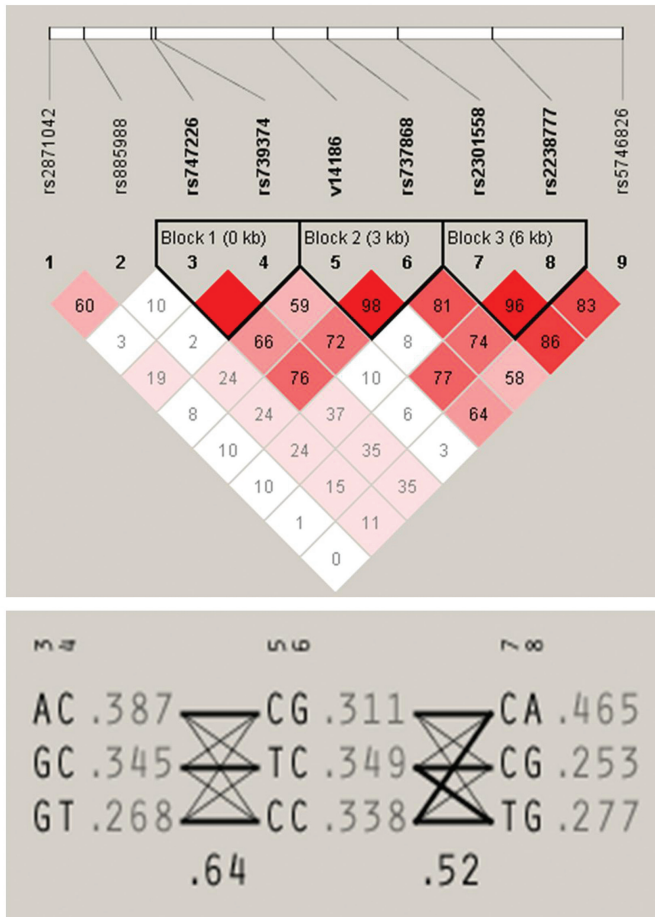 rs2871042 rs885988 rs747226 rs739374 v14186 rs737868 rs2301558 rs2238777 rs5746826
Block 1 (0 kb) Block 2 (3 kb) Block 3 (6 kb)
1 2 3 4 5 6 7 8 9
60 10 59 98 81 96 83
3 2 66 72 8 74 86
19 24 76 10 77 58
8 24 37 6 64
10 24 35 3
10 15 35
1 11
0
3 4 5 6 7 8
AC .387 CG .311 CA .465
GC .345 TC .349 CG .253
GT .268 CC .338 TG .277
.64 .52